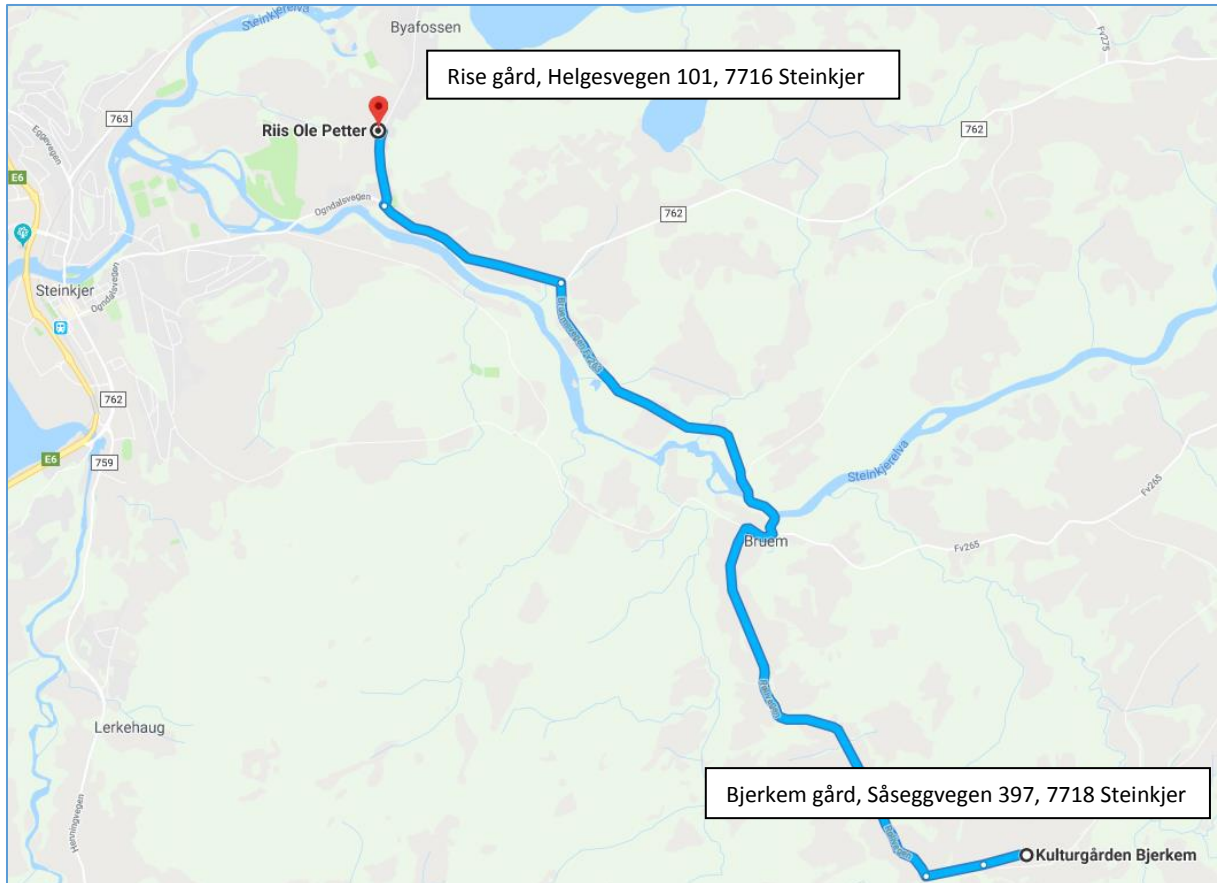 Steinkjerelva
Byafossen
Rise gård, Helgesvegen 101, 7716 Steinkjer
Fv275
763
Eggevegen
Riis Ole Petter
762
E6
Ogndalsvegen
762
Steinkjer
Ogndalsvegen
762
E6
759
Steinkjerelva
Fv265
Bruem
Fv265
Lerkehaug
Henningvegen
Bjerkem gård, Såseggvegen 397, 7718 Steinkjer
Kulturgården Bjerkem